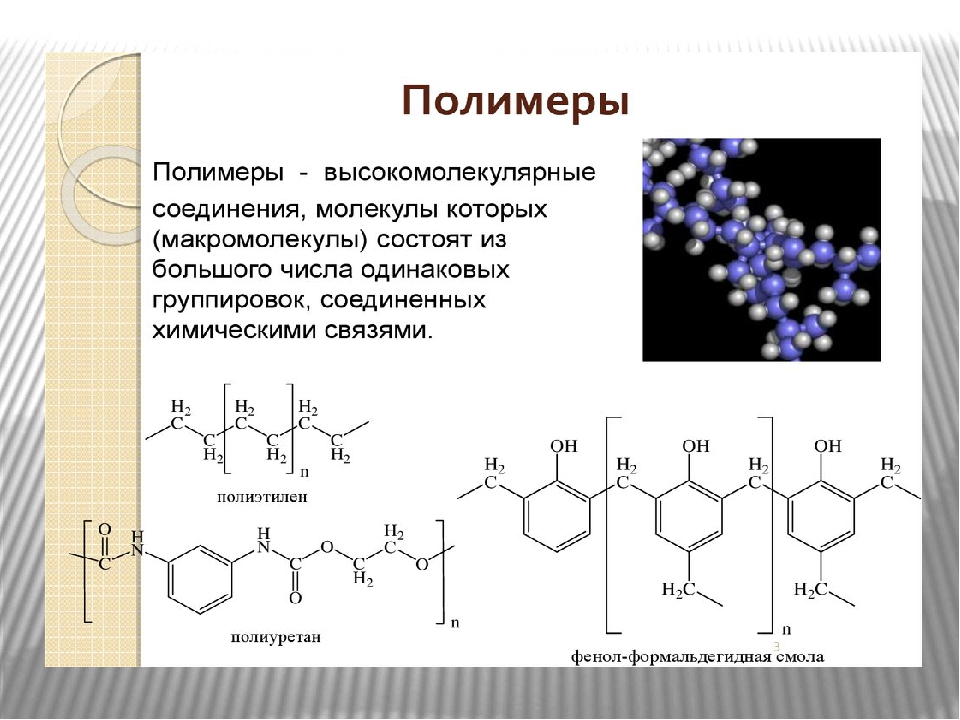 Полимеры
Полимеры - высокомолекулярные
соединения, молекулы которых
(макромолекулы) состоят из
большого числа одинаковых
группировок, соединенных
химическими связями.
H2 H2 H2
C C C
C C C
H2 H2 H2
n
полиэтилен
O H H O H2
C N N C O C C O
O H2
n
полиуретан
OH OH OH
H2 H2 H2 H2
C C C C
H2C H2C
n
3
фенол-формальдегидная смола